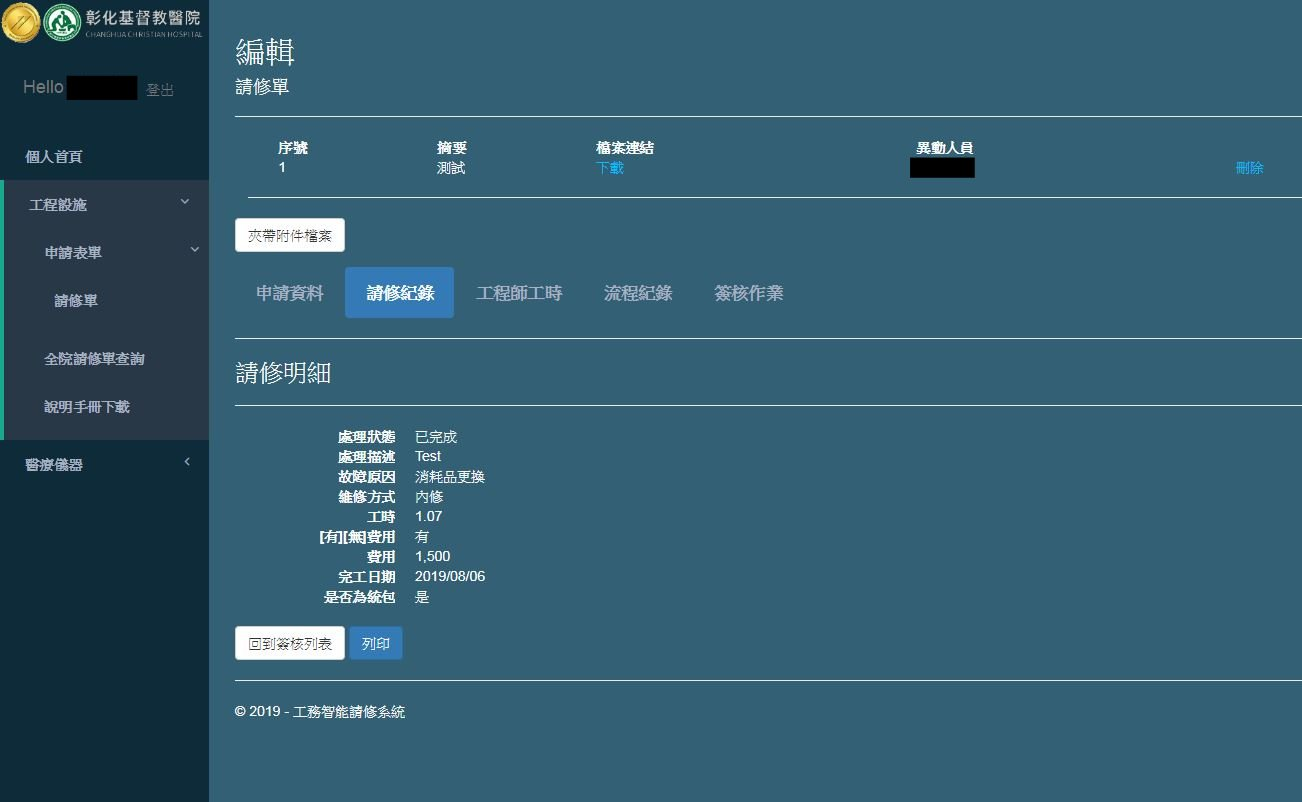 彰化基督教醫院
CHANGHUA CHRISTIAN HOSPITAL
Hello 登出
個人首頁
工程設施
申請表單
請修單
全院請修單查詢
說明手冊下載
醫療儀器
編輯
請修單
序號 摘要 檔案連結 異動人員
1 測試 下載 刪除
夾帶附件檔案
申請資料 請修紀錄 工程師工時 流程紀錄 簽核作業
請修明細
處理狀態 已完成
處理描述 Test
故障原因 消耗品更換
維修方式 內修
工時 1.07
[有][無]費用 有
費用 1,500
完工日期 2019/08/06
是否為統包 是
回到簽核列表 列印
© 2019 - 工務智能請修系統